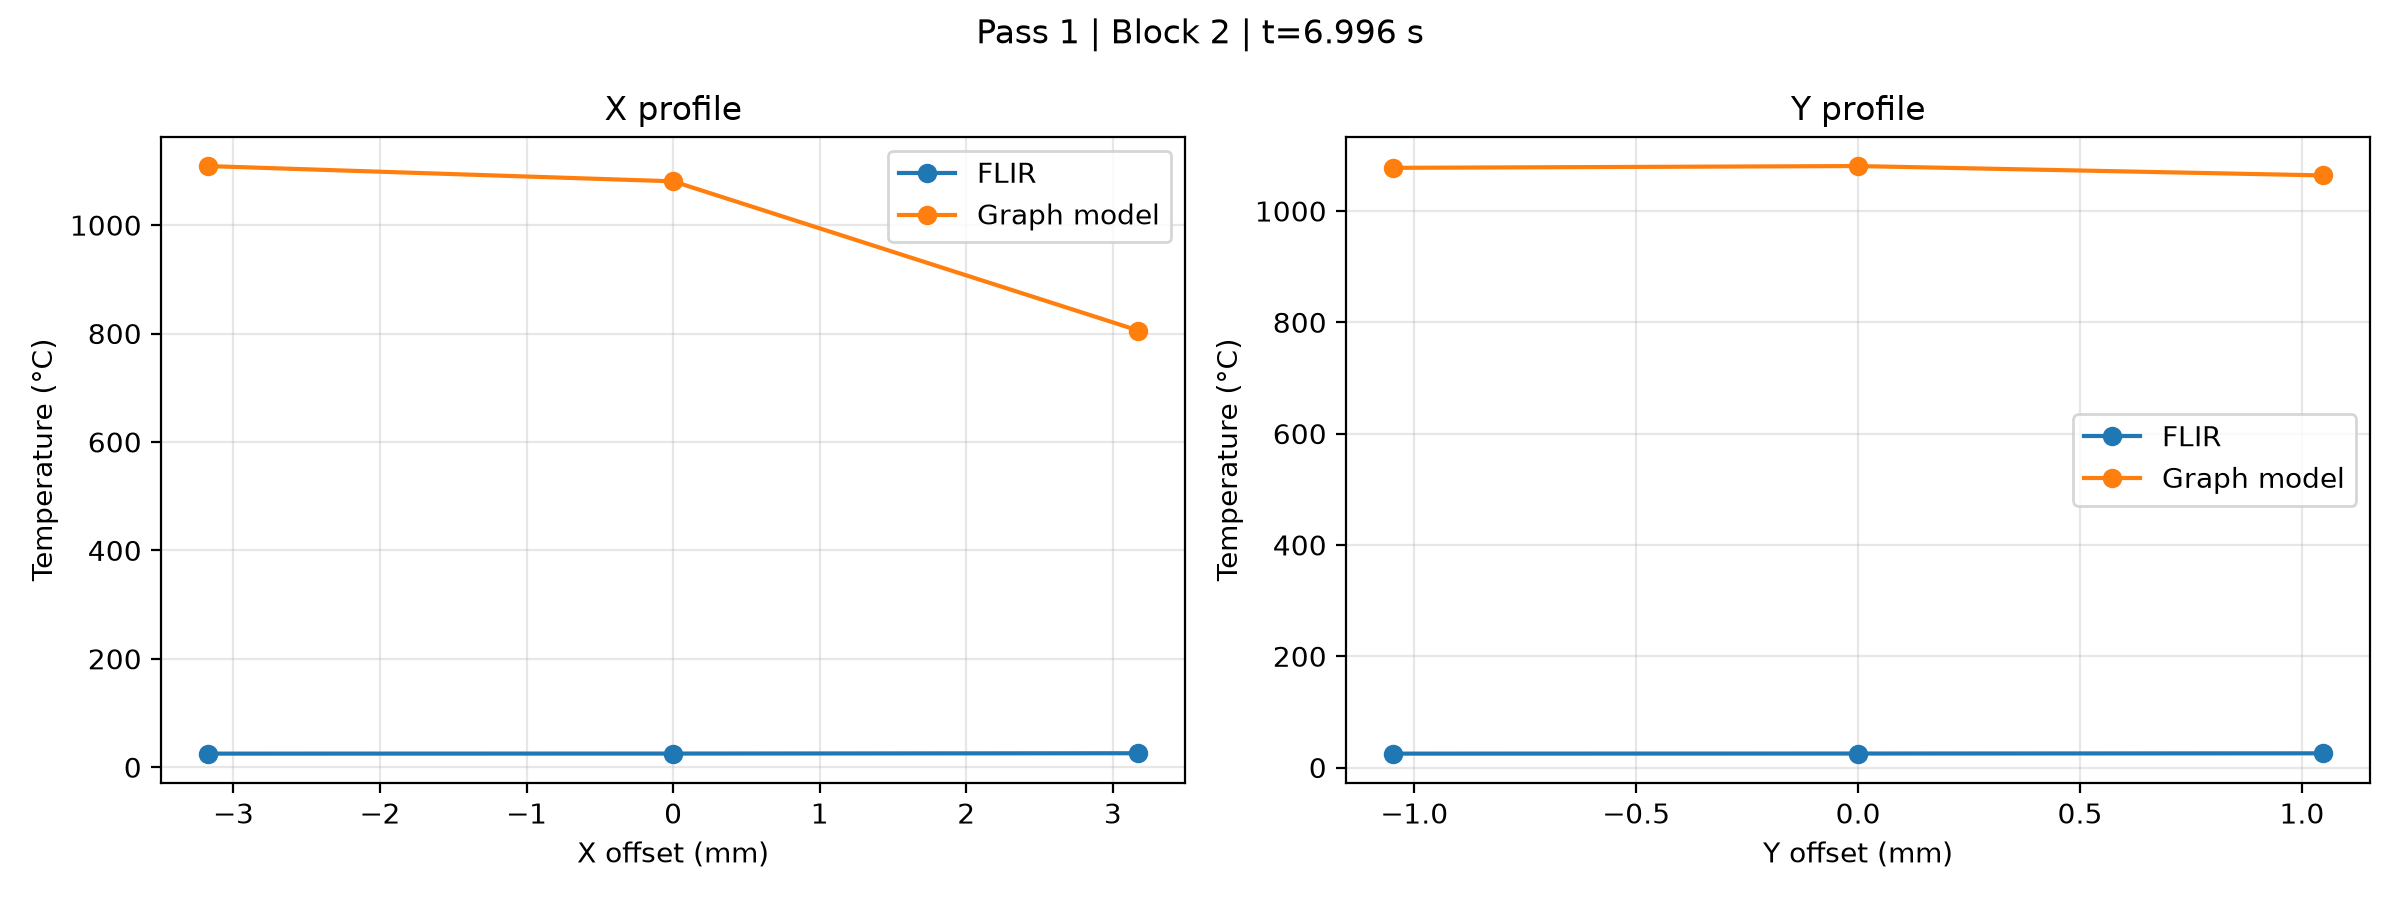 Pass 1 | Block 2 | t=6.996 s
X profile
FLIR
Graph model
1000
800
600
400
200
0
Temperature (°C)
−3 −2 −1 0 1 2 3
X offset (mm)
Y profile
FLIR
Graph model
1000
800
600
400
200
0
Temperature (°C)
−1.0 −0.5 0.0 0.5 1.0
Y offset (mm)